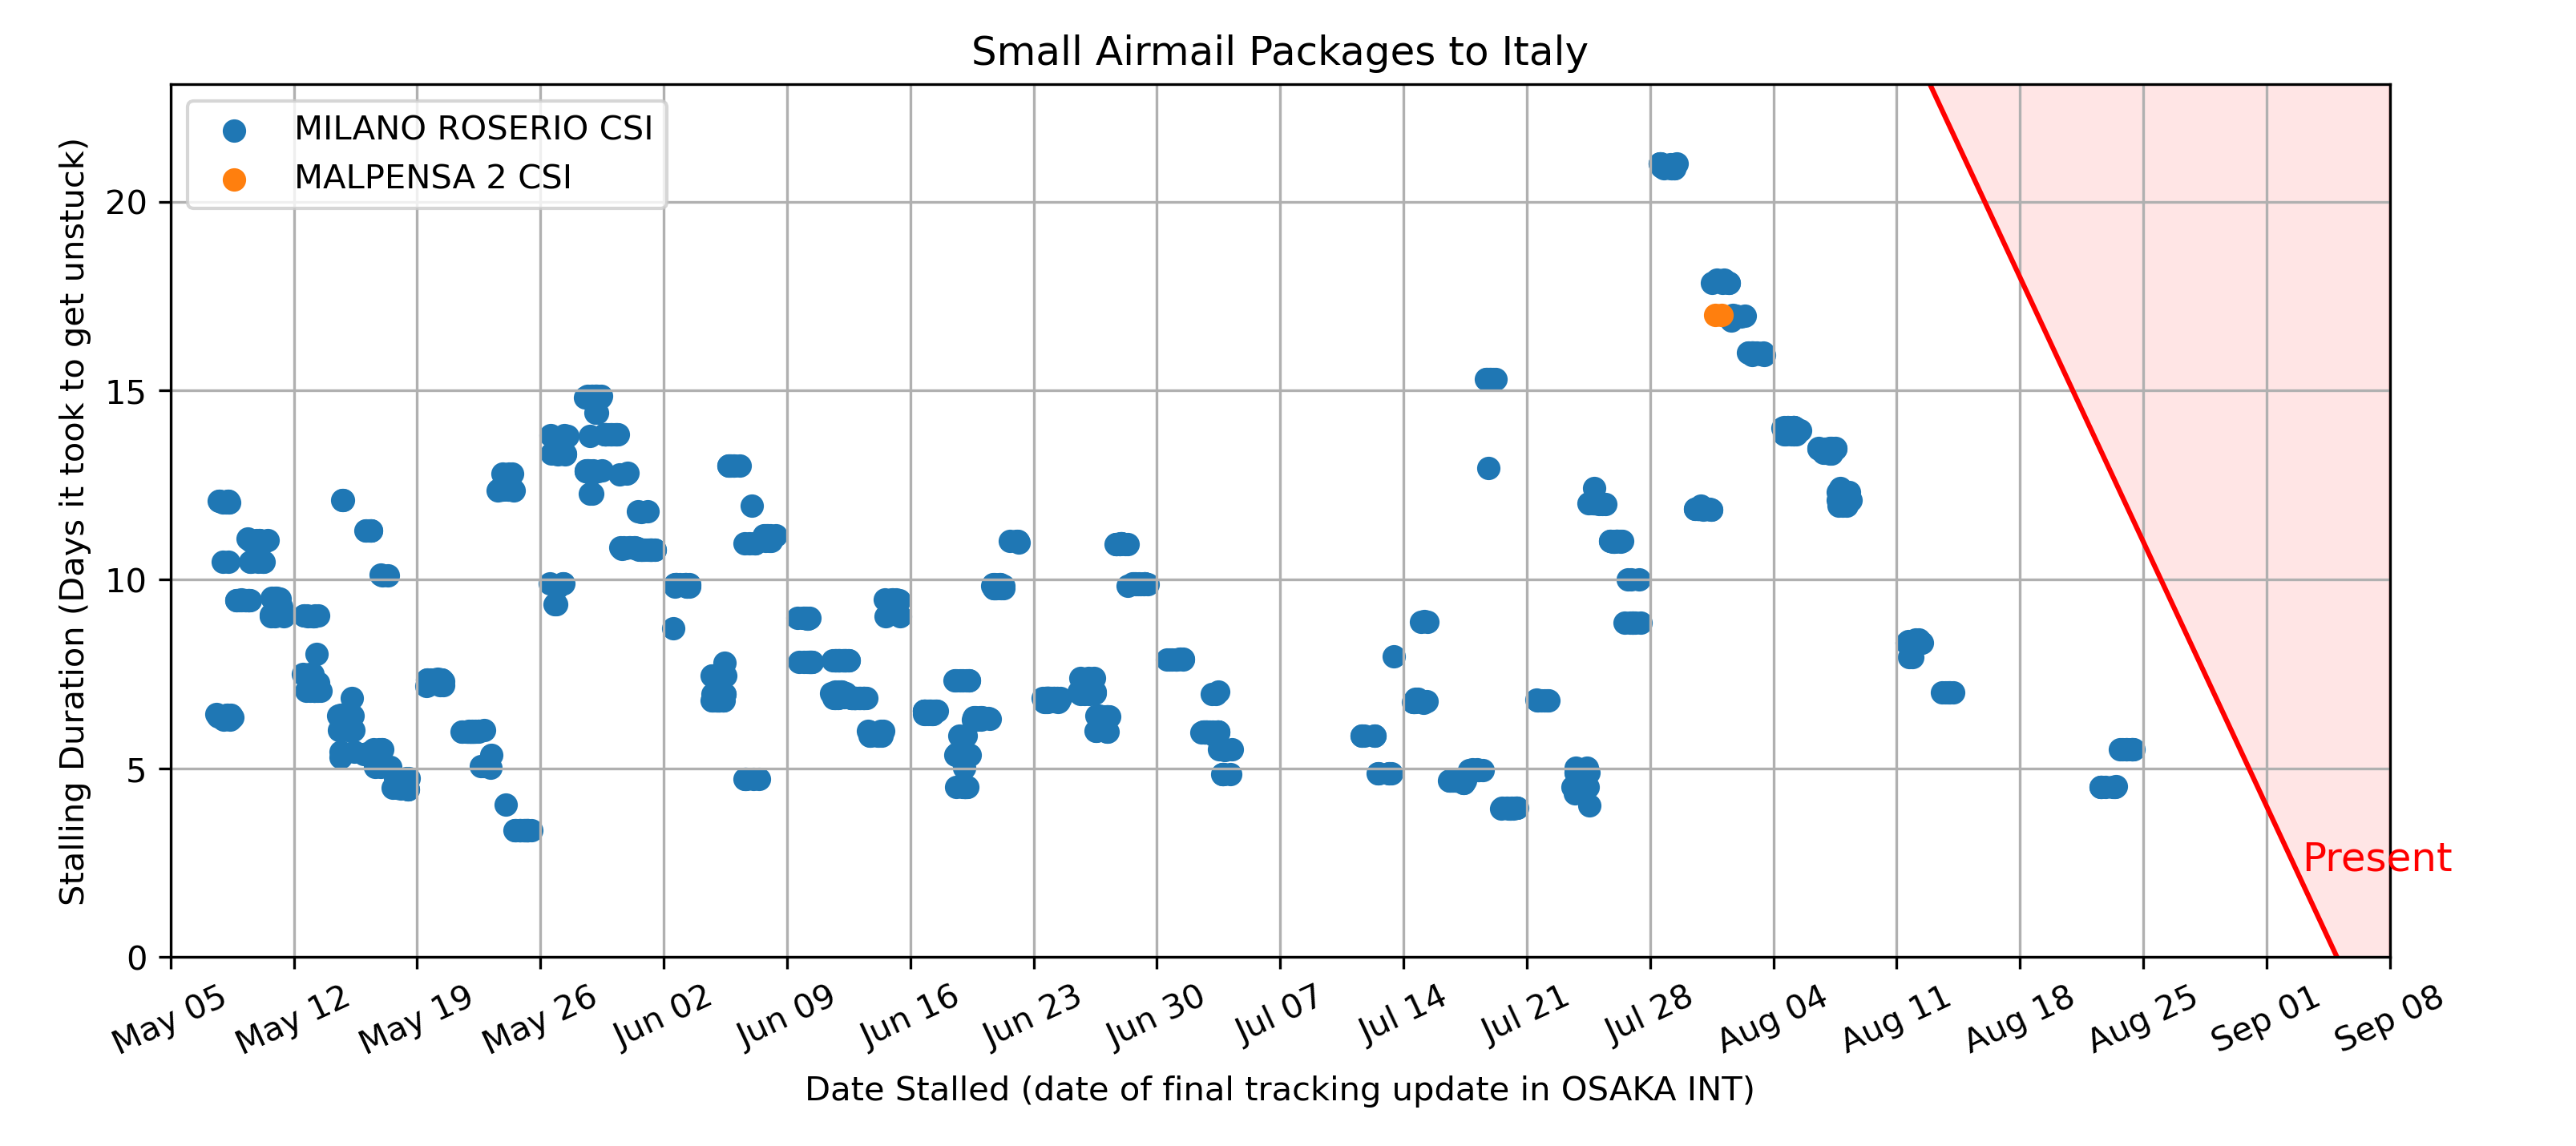 Small Airmail Packages to Italy
MILANO ROSERIO CSI
MALPENSA 2 CSI
Stalling Duration (Days it took to get unstuck)
20
15
10
5
0
Present
May 05
May 12
May 19
May 26
Jun 02
Jun 09
Jun 16
Jun 23
Jun 30
Jul 07
Jul 14
Jul 21
Jul 28
Aug 04
Aug 11
Aug 18
Aug 25
Sep 01
Sep 08
Date Stalled (date of final tracking update in OSAKA INT)